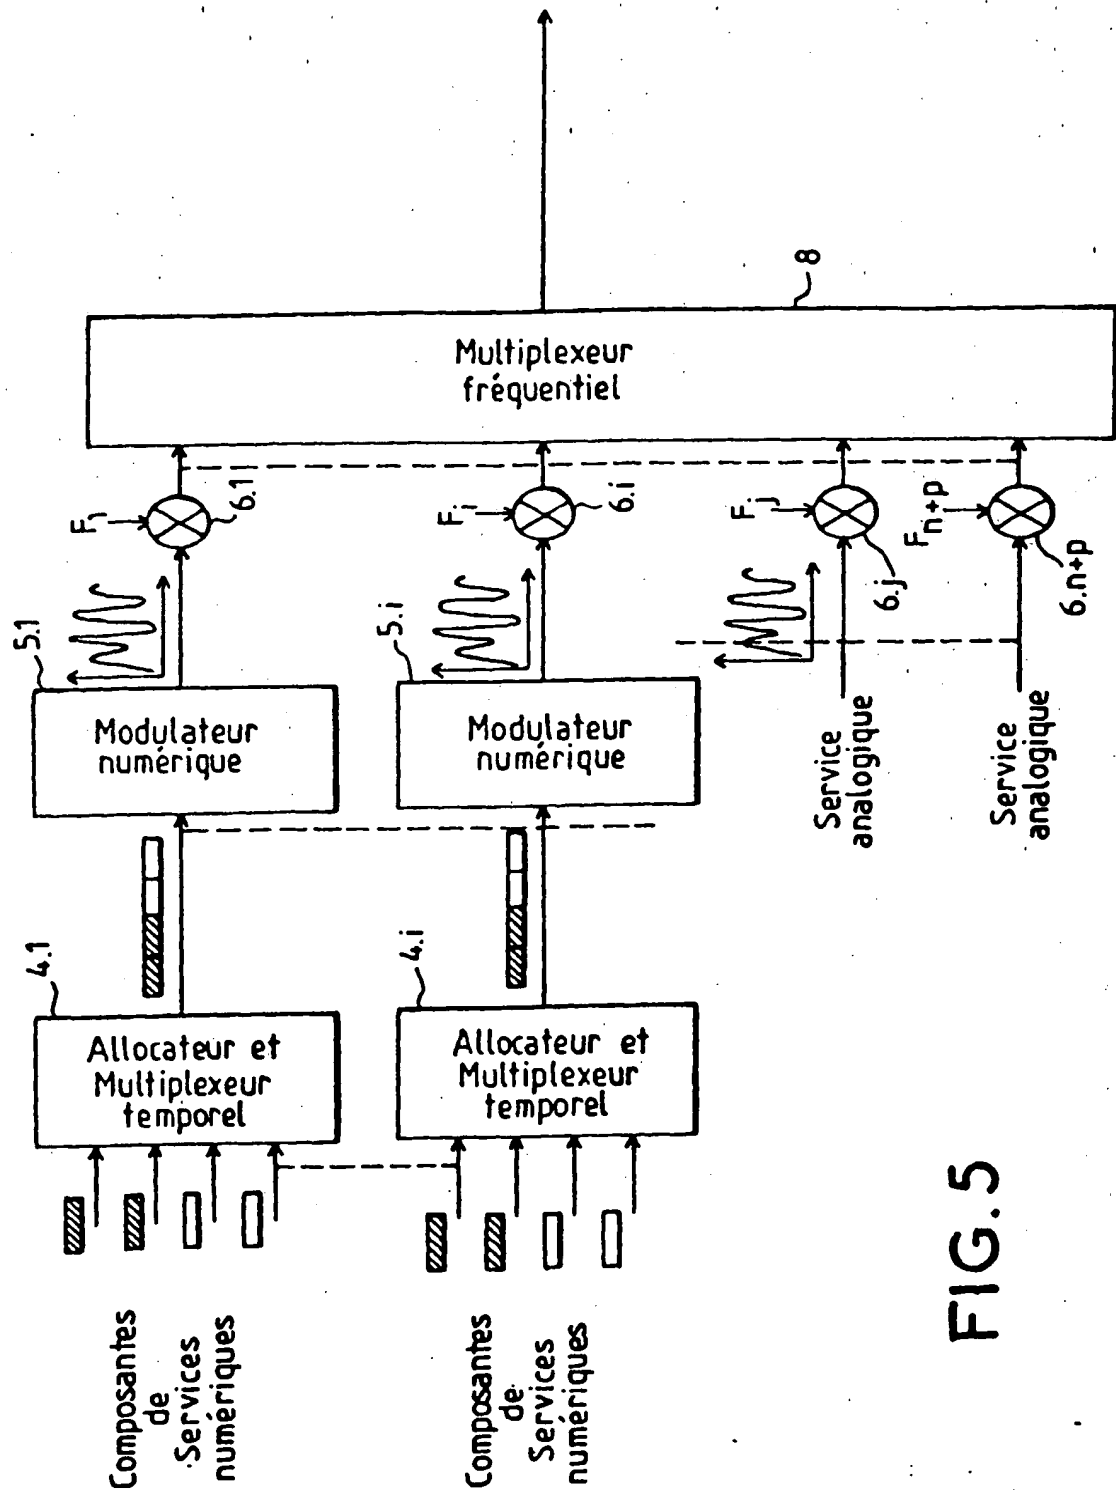 Composantes
de
Services
numériques
4.1
Allocateur et
Multiplexeur
temporel
5.1
Modulateur
numérique
F1
6.1
Composantes
de
Services
numériques
4.i
Allocateur et
Multiplexeur
temporel
5.i
Modulateur
numérique
Fi
6.i
Service
analogique
Fj
6.j
Service
analogique
Fn+p
6.n+p
Multiplexeur
fréquentiel
8
FIG.5